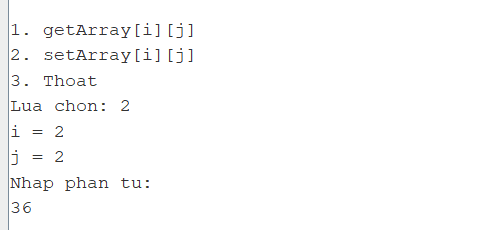 1. getArray[i][j]
2. setArray[i][j]
3. Thoat
Lua chon: 2
i = 2
j = 2
Nhap phan tu:
36